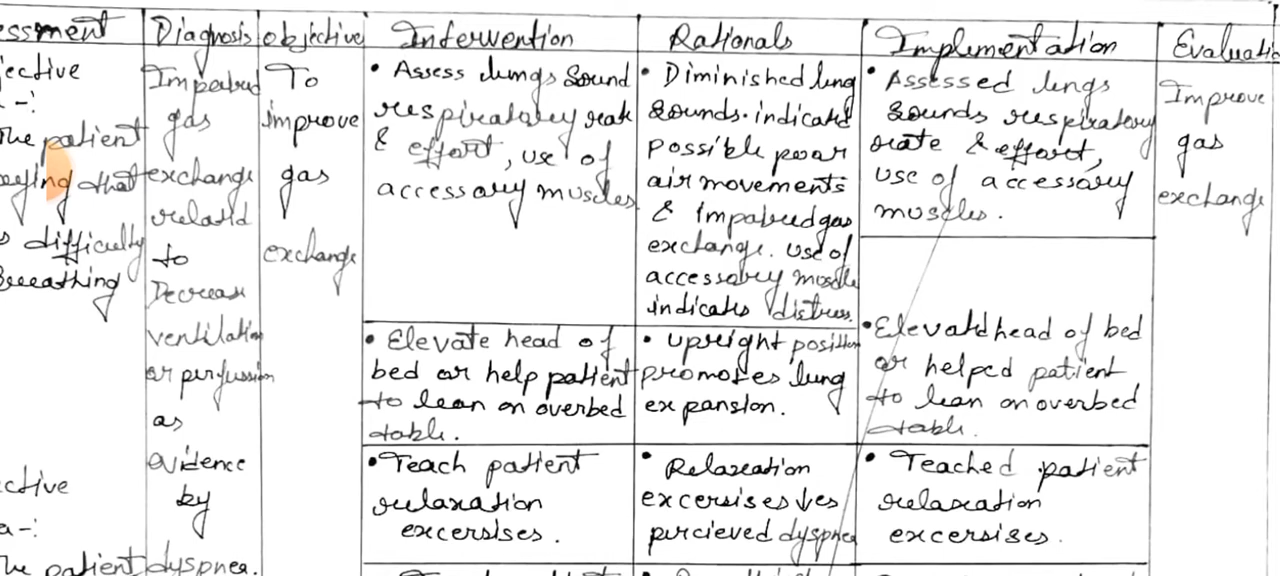 essment
jective
a -:
The patient
saying that
s difficulty
Breathing
ective
a -:
The patient
Diagnosis
Impaired
gas
exchange
related
to
Decrease
ventilation
or perfussion
as
evidence
by
dyspnea.
objective
To
improve
gas
exchange
Intervention
• Assess lungs Sound
respiratory rate
& effort, use of
accessory muscles
• Elevate head of
bed or help patient
to lean on overbed
table.
• Teach patient
relaxation
excersises.
Rationals
• Diminished lung
sounds. indicated
possible poor
air movements
& Impaired gas
exchange. use of
accessory muscle
indicates distress.
• upright position
promotes lung
expansion.
• Relaxation
excersises ↓es
percieved dyspnea
Implementation
• Assessed lungs
sounds respiratory
rate & effort,
use of accessory
muscles.
• Elevated head of bed
or helped patient
to lean on overbed
table.
• Teached patient
relaxation
excersises.
Evaluatio
Improve
gas
exchange